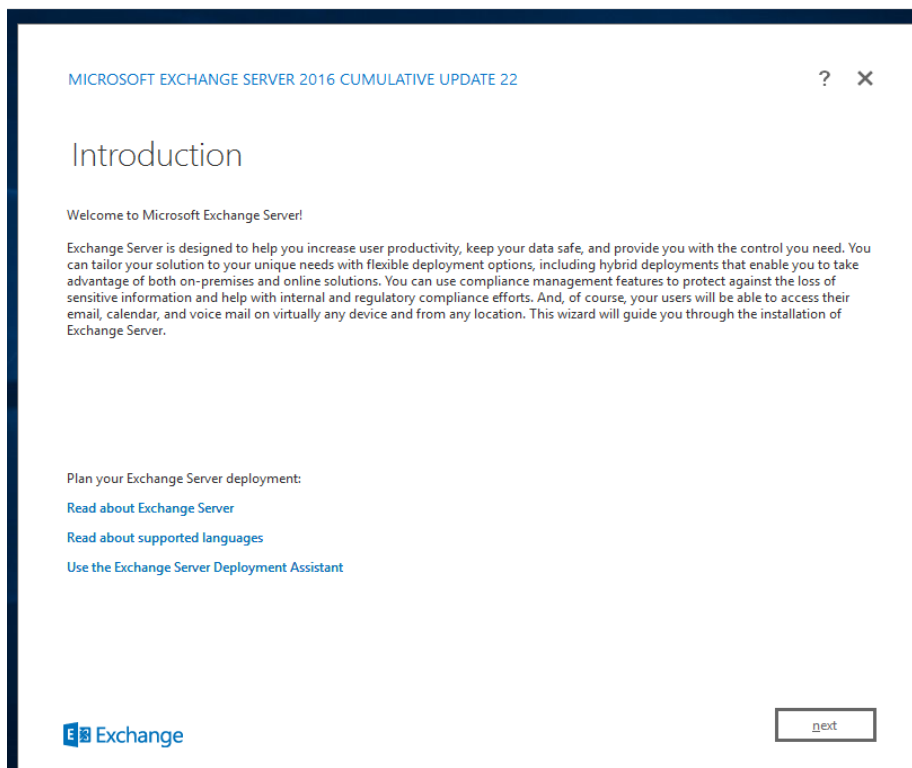 MICROSOFT EXCHANGE SERVER 2016 CUMULATIVE UPDATE 22
?
Introduction
Welcome to Microsoft Exchange Server!
Exchange Server is designed to help you increase user productivity, keep your data safe, and provide you with the control you need. You
can tailor your solution to your unique needs with flexible deployment options, including hybrid deployments that enable you to take
advantage of both on-premises and online solutions. You can use compliance management features to protect against the loss of
sensitive information and help with internal and regulatory compliance efforts. And, of course, your users will be able to access their
email, calendar, and voice mail on virtually any device and from any location. This wizard will guide you through the installation of
Exchange Server.
Plan your Exchange Server deployment:
Read about Exchange Server
Read about supported languages
Use the Exchange Server Deployment Assistant
E Exchange
next